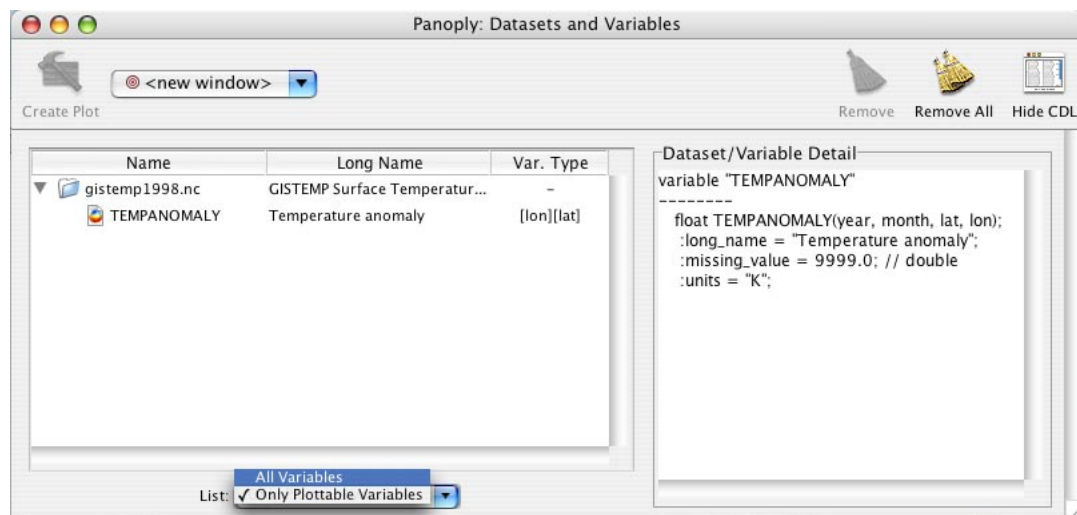 Panoply: Datasets and Variables
<new window>
Create Plot
Remove
Remove All
Hide CDL
Name Long Name Var. Type
gistemp1998.nc GISTEMP Surface Temperatur... –
TEMPANOMALY Temperature anomaly [lon][lat]
Dataset/Variable Detail
variable "TEMPANOMALY"
--------
float TEMPANOMALY(year, month, lat, lon);
:long_name = "Temperature anomaly";
:missing_value = 9999.0; // double
:units = "K";
All Variables
List: ✓ Only Plottable Variables